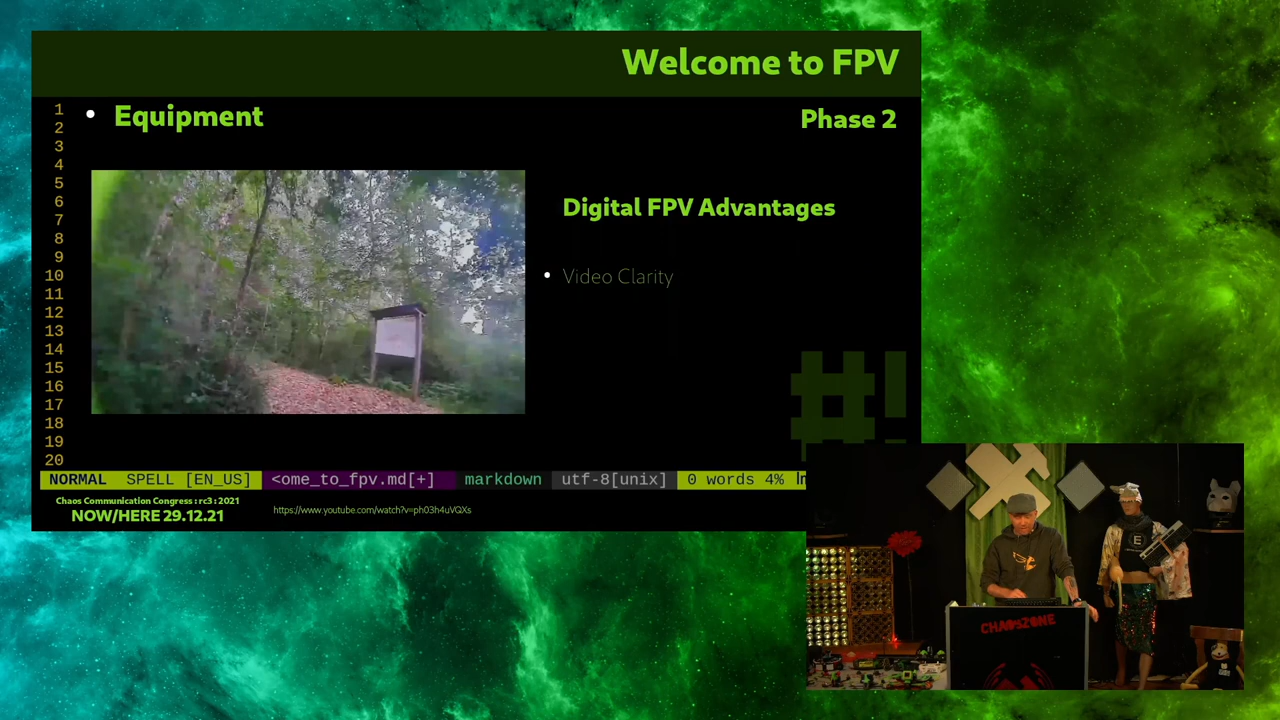 Welcome to FPV
• Equipment
Phase 2
1
2
3
4
5
6
7
8
9
10
11
12
13
14
15
16
17
18
19
20
Digital FPV Advantages
• Video Clarity
#!
NORMAL SPELL [EN_US] <ome_to_fpv.md[+] markdown utf-8[unix] 0 words 4% ln
Chaos Communication Congress : rc3 : 2021
NOW/HERE 29.12.21
https://www.youtube.com/watch?v=ph03h4uVQXs
E
CHAOSZONE